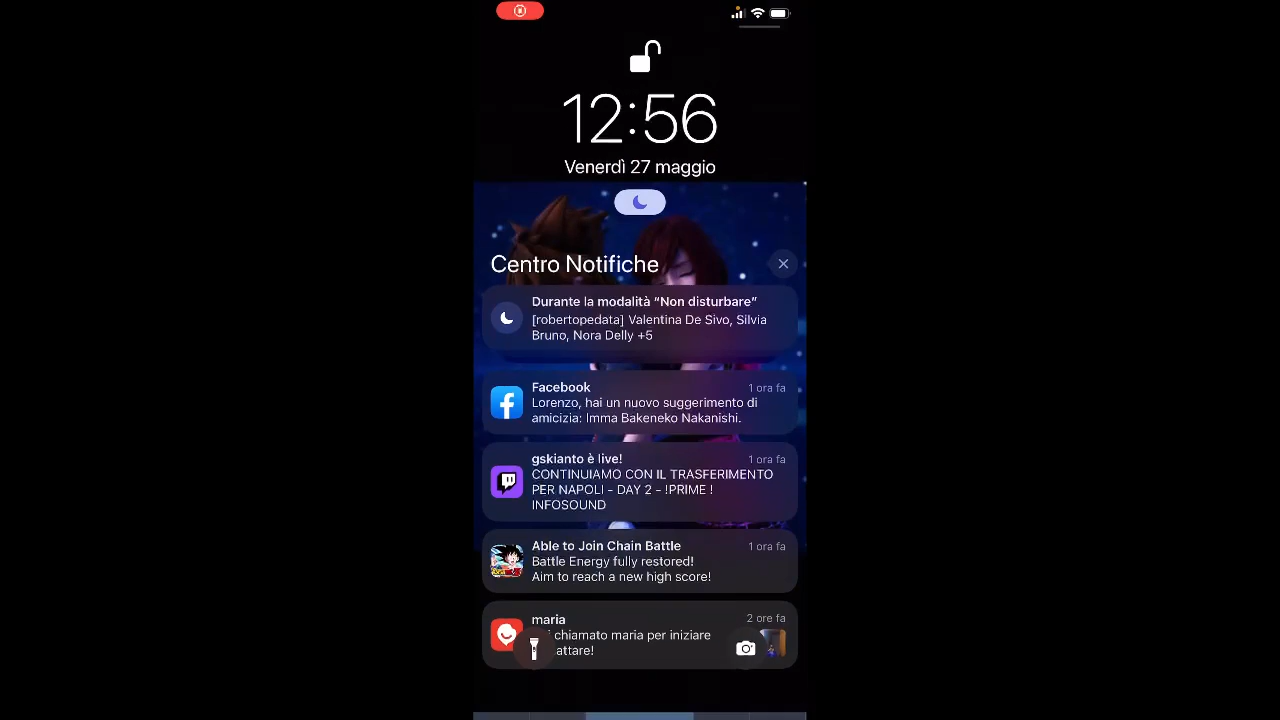 12:56
Venerdì 27 maggio
Centro Notifiche
Durante la modalità “Non disturbare”
[robertopedata] Valentina De Sivo, Silvia
Bruno, Nora Delly +5
Facebook 1 ora fa
Lorenzo, hai un nuovo suggerimento di
amicizia: Imma Bakeneko Nakanishi.
gskianto è live! 1 ora fa
CONTINUIAMO CON IL TRASFERIMENTO
PER NAPOLI - DAY 2 - !PRIME !
INFOSOUND
Able to Join Chain Battle 1 ora fa
Battle Energy fully restored!
Aim to reach a new high score!
maria 2 ore fa
chiamato maria per iniziare
attare!